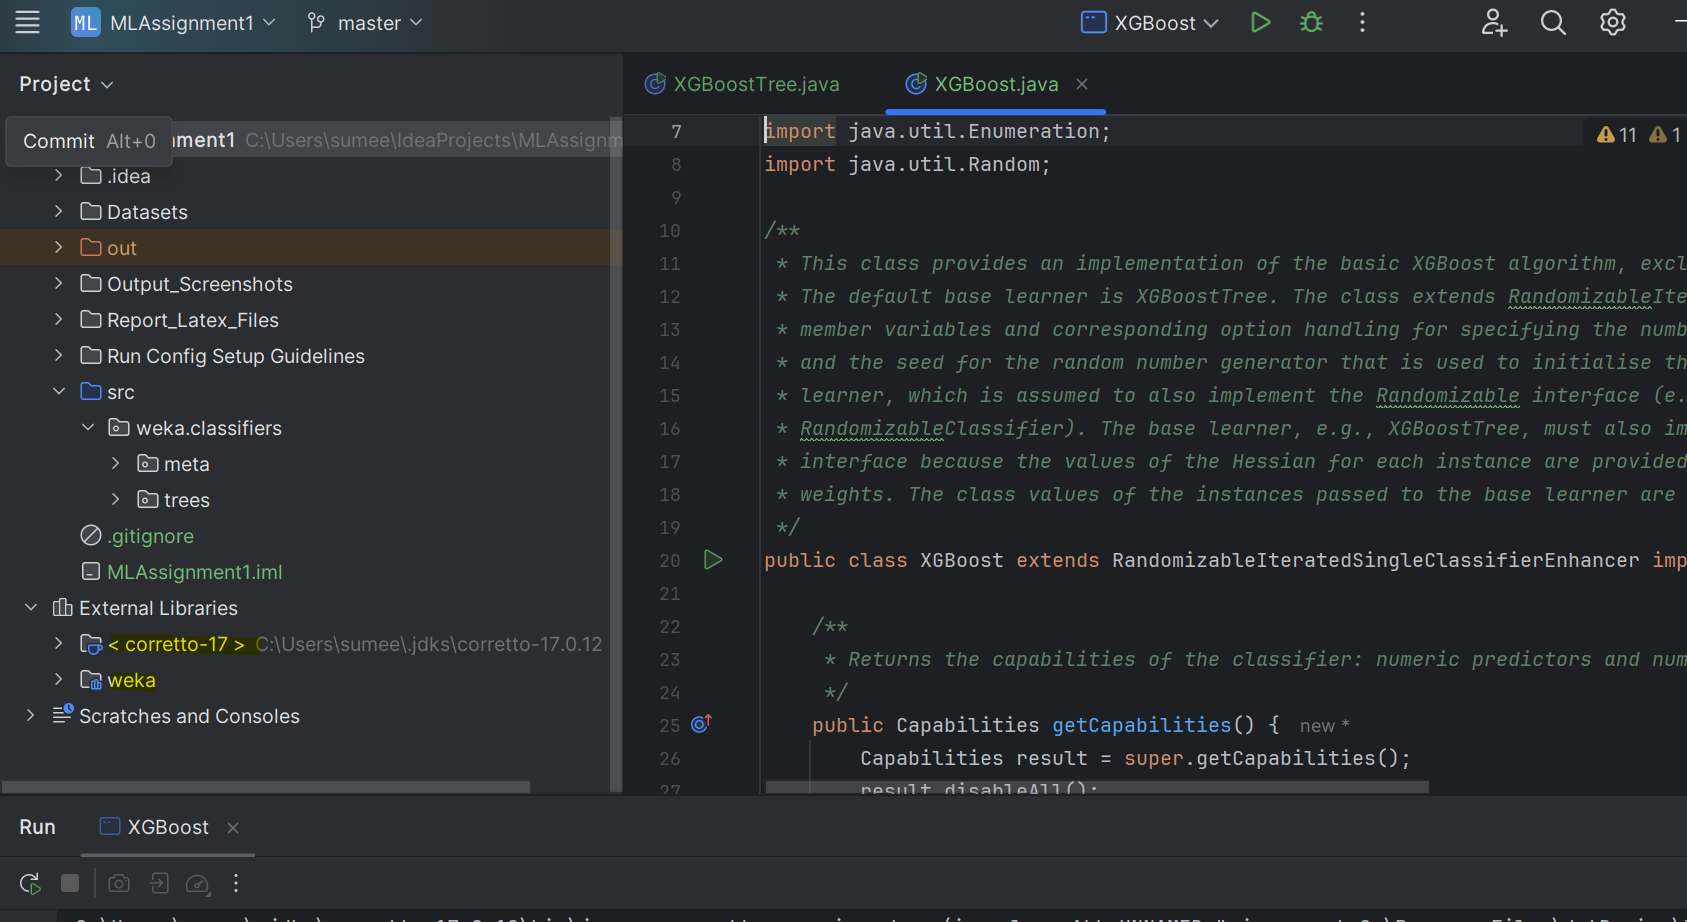 ML MLAssignment1 master XGBoost
Project
XGBoostTree.java XGBoost.java
Commit Alt+0 nment1 C:\Users\sumee\IdeaProjects\MLAssignm
.idea
Datasets
out
Output_Screenshots
Report_Latex_Files
Run Config Setup Guidelines
src
weka.classifiers
meta
trees
.gitignore
MLAssignment1.iml
External Libraries
< corretto-17 > C:\Users\sumee\.jdks\corretto-17.0.12
weka
Scratches and Consoles
11 1
7 import java.util.Enumeration;
8 import java.util.Random;
9
10 /**
11 * This class provides an implementation of the basic XGBoost algorithm, excl
12 * The default base learner is XGBoostTree. The class extends RandomizableIte
13 * member variables and corresponding option handling for specifying the numb
14 * and the seed for the random number generator that is used to initialise th
15 * learner, which is assumed to also implement the Randomizable interface (e.
16 * RandomizableClassifier). The base learner, e.g., XGBoostTree, must also im
17 * interface because the values of the Hessian for each instance are provided
18 * weights. The class values of the instances passed to the base learner are
19 */
20 public class XGBoost extends RandomizableIteratedSingleClassifierEnhancer imp
21
22 /**
23 * Returns the capabilities of the classifier: numeric predictors and num
24 */
25 public Capabilities getCapabilities() { new *
26 Capabilities result = super.getCapabilities();
27 result.disableAll();
Run XGBoost